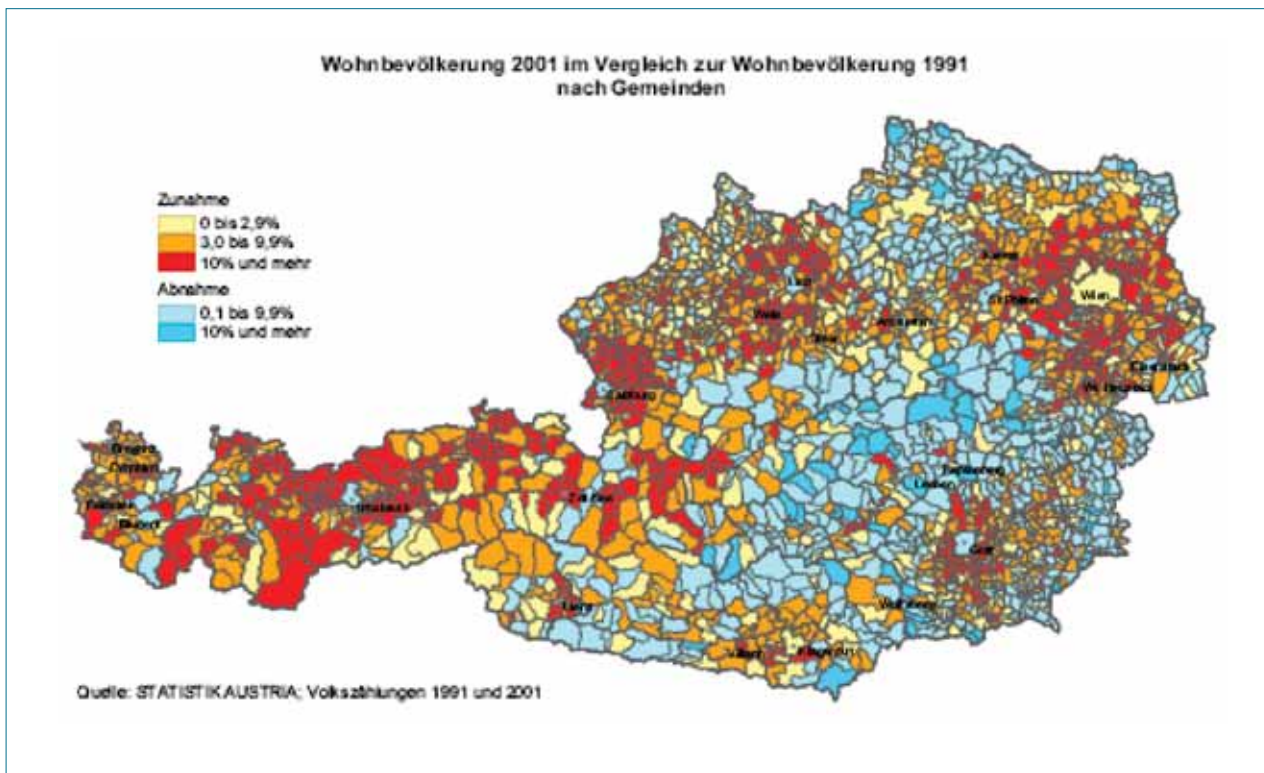 Wohnbevölkerung 2001 im Vergleich zur Wohnbevölkerung 1991
nach Gemeinden
Zunahme
0 bis 2,9%
3,0 bis 9,9%
10% und mehr
Abnahme
0,1 bis 9,9%
10% und mehr
Krems
Linz
Wien
St. Pölten
Wels
Amstetten
Steyr
Eisenstadt
Wr. Neustadt
Salzburg
Bregenz
Dornbirn
Leoben
Feldkirch
Bludenz
Innsbruck
Zell/See
Graz
Lienz
Wolfsberg
Villach
Klagenfurt
Quelle: STATISTIK AUSTRIA; Volkszählungen 1991 und 2001